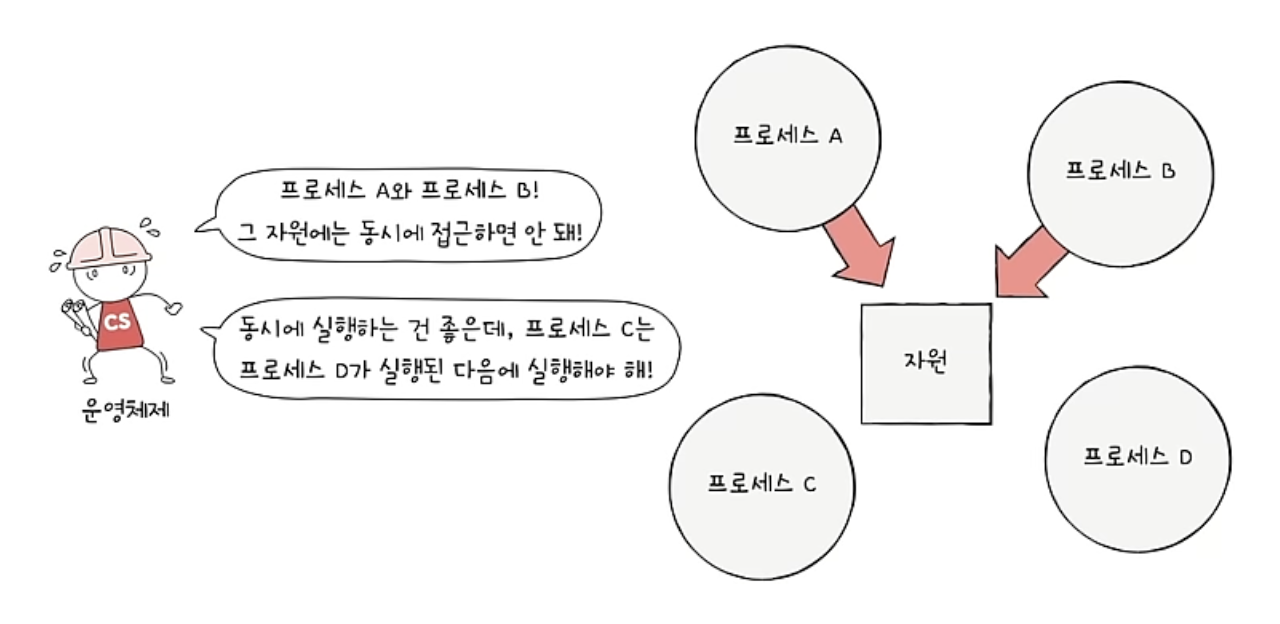 프로세스 A와 프로세스 B!
그 자원에는 동시에 접근하면 안 돼!
동시에 실행하는 건 좋은데, 프로세스 C는
프로세스 D가 실행된 다음에 실행해야 해!
CS
운영체제
프로세스 A
프로세스 B
자원
프로세스 C
프로세스 D